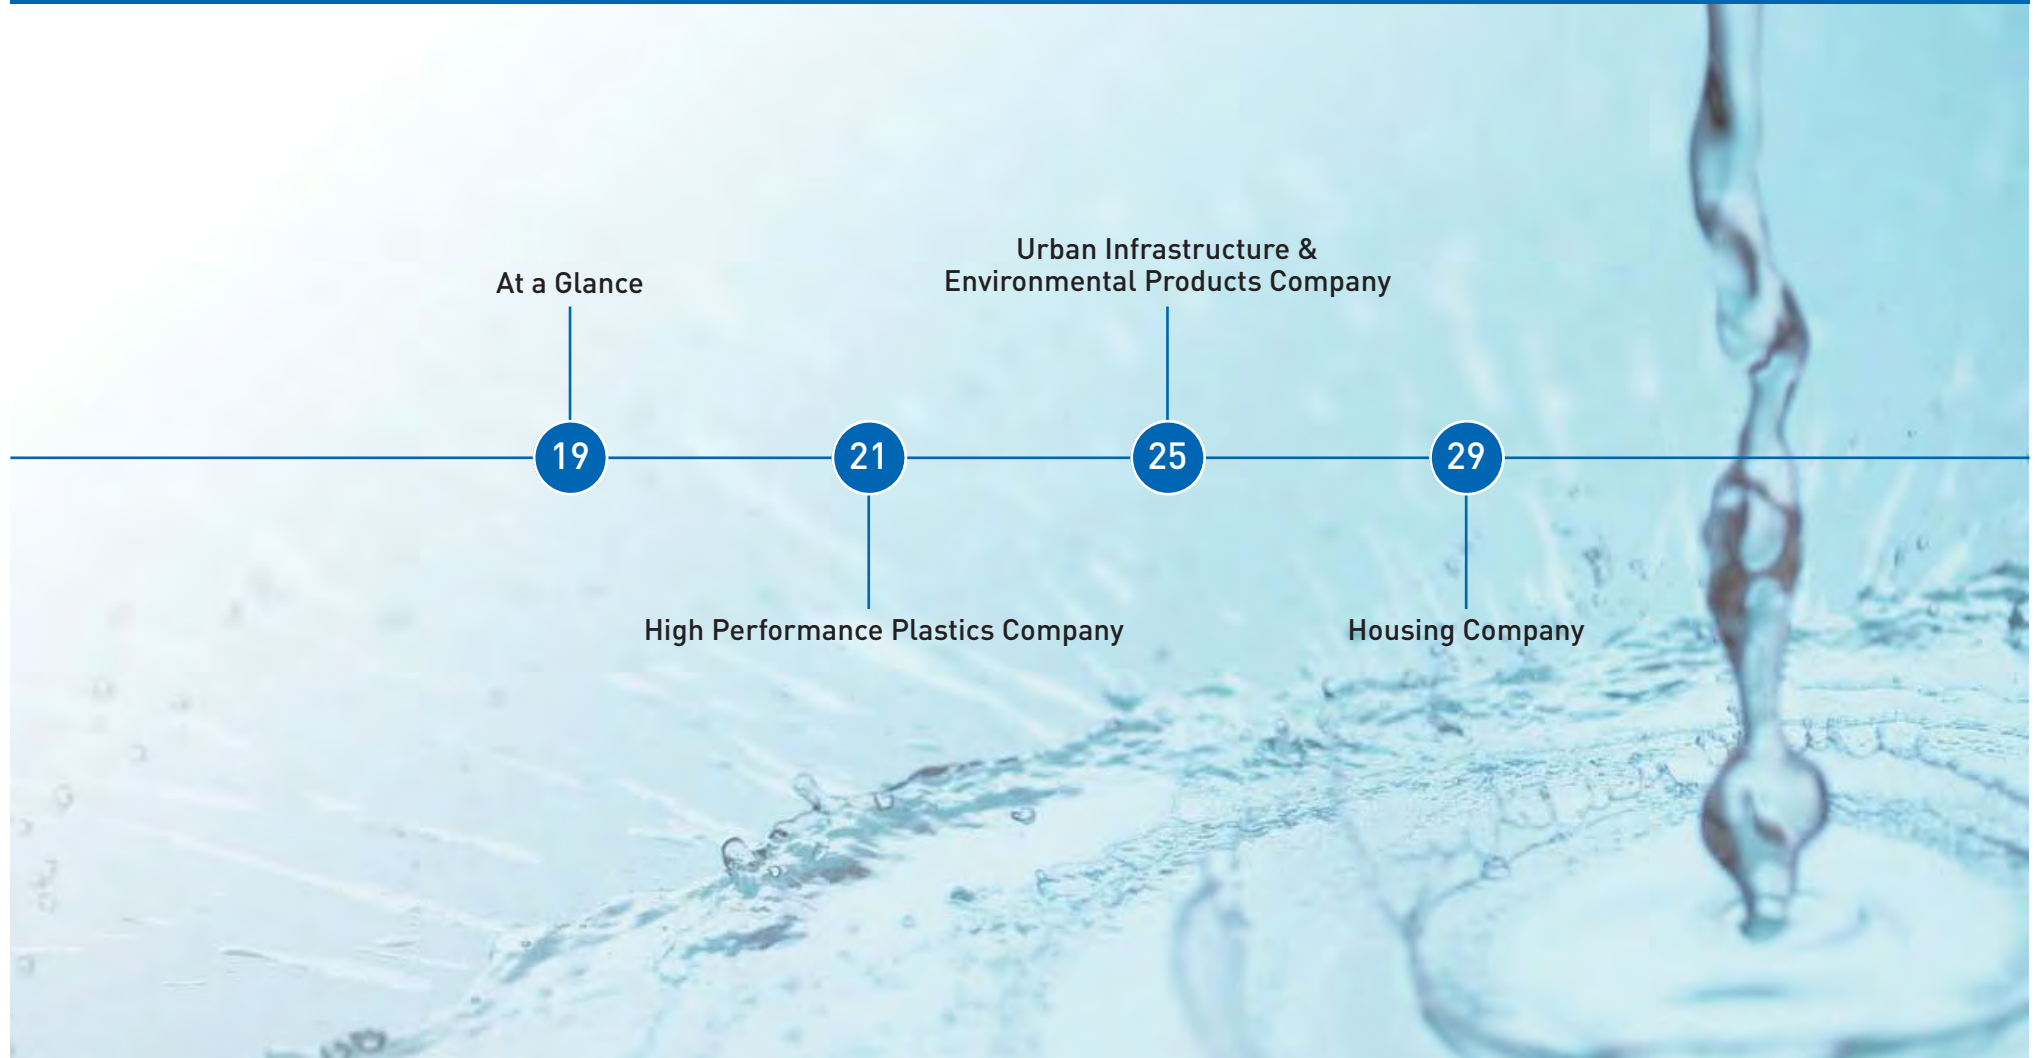 At a Glance
Urban Infrastructure &
Environmental Products Company
19
21
25
29
High Performance Plastics Company
Housing Company